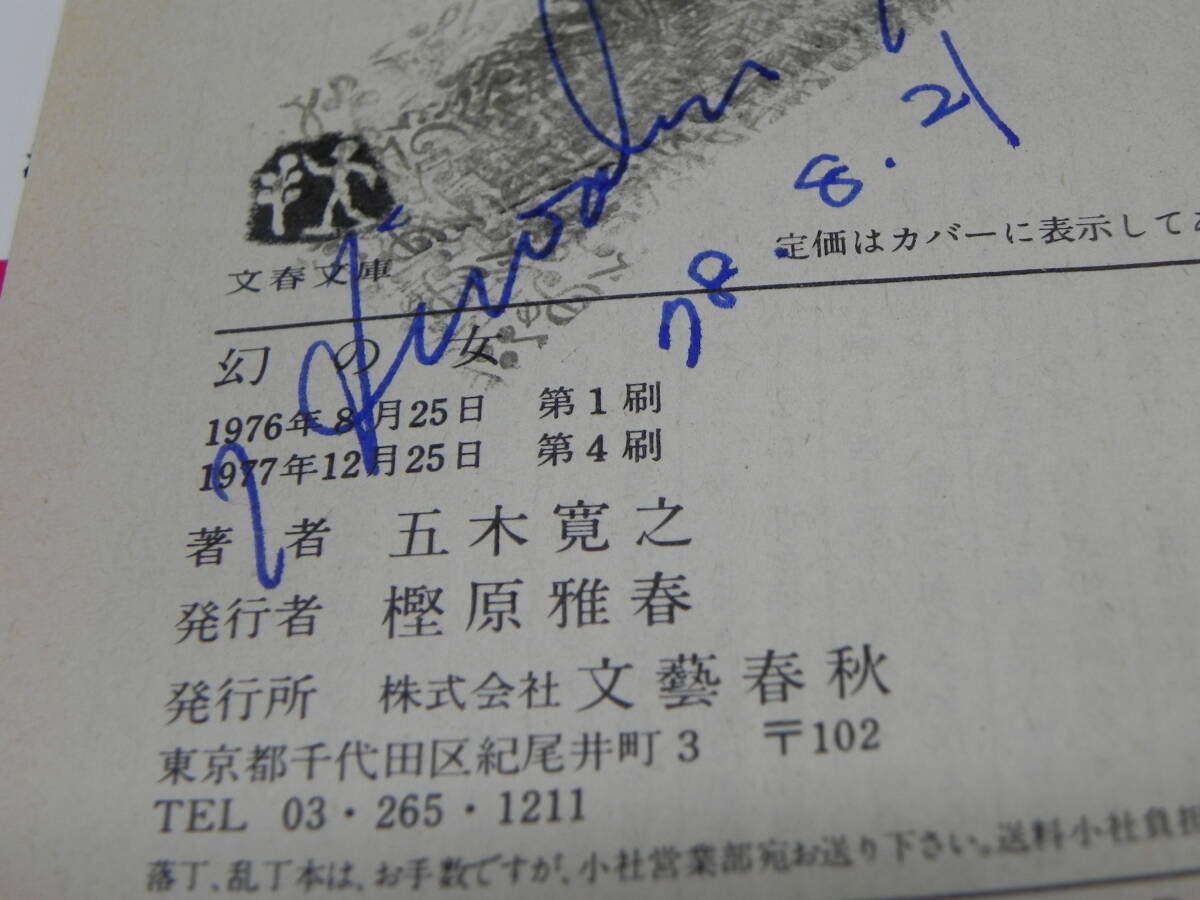 文春文庫
定価はカバーに表示して
78.8.21
幻の女
1976年8月25日 第1刷
1977年12月25日 第4刷
著者 五木寛之
発行者 樫原雅春
発行所 株式会社 文藝春秋
東京都千代田区紀尾井町3 〒102
TEL 03・265・1211
落丁、乱丁本は、お手数ですが、小社営業部宛お送り下さい。送料小社負担